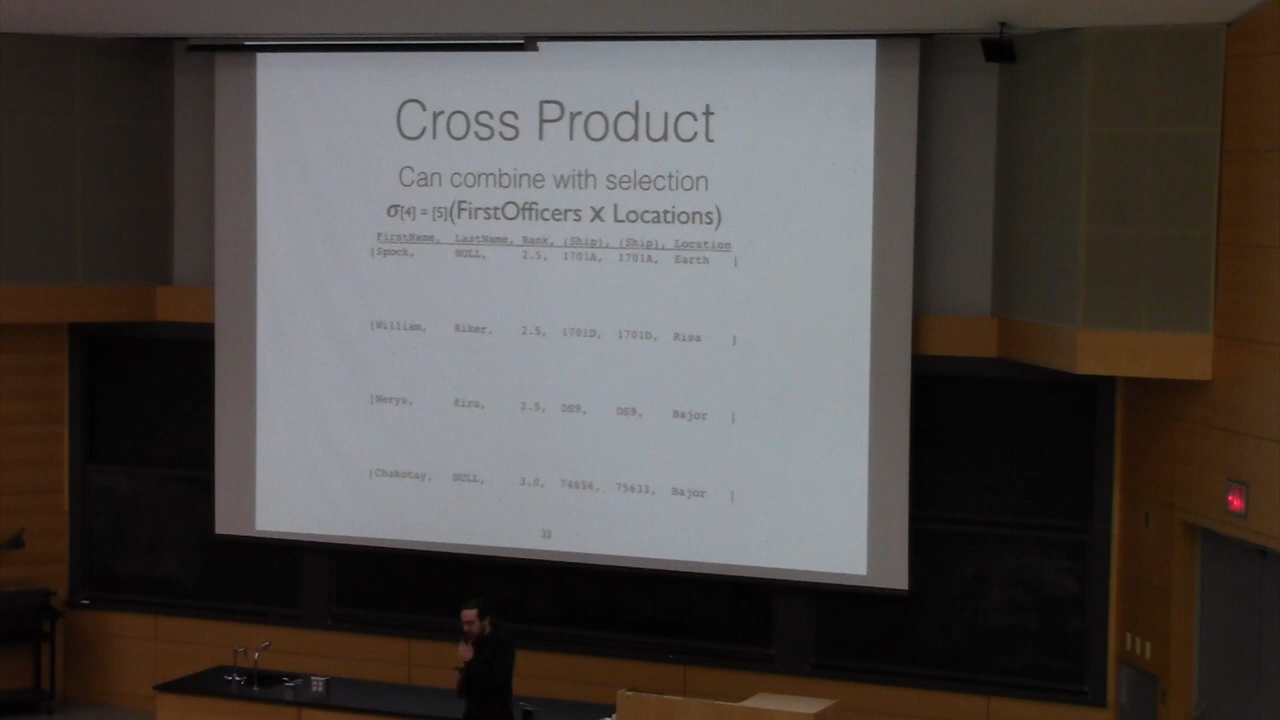 Cross Product
Can combine with selection
σ[4] = [5](FirstOfficers X Locations)
FirstName, LastName, Rank, (Ship), (Ship), Location
[Spock, NULL, 2.5, 1701A, 1701A, Earth ]
[William, Riker, 2.5, 1701D, 1701D, Risa ]
[Nerys, Kira, 2.5, DS9, DS9, Bajor ]
[Chakotay, NULL, 3.0, 74656, 75633, Bajor ]
33